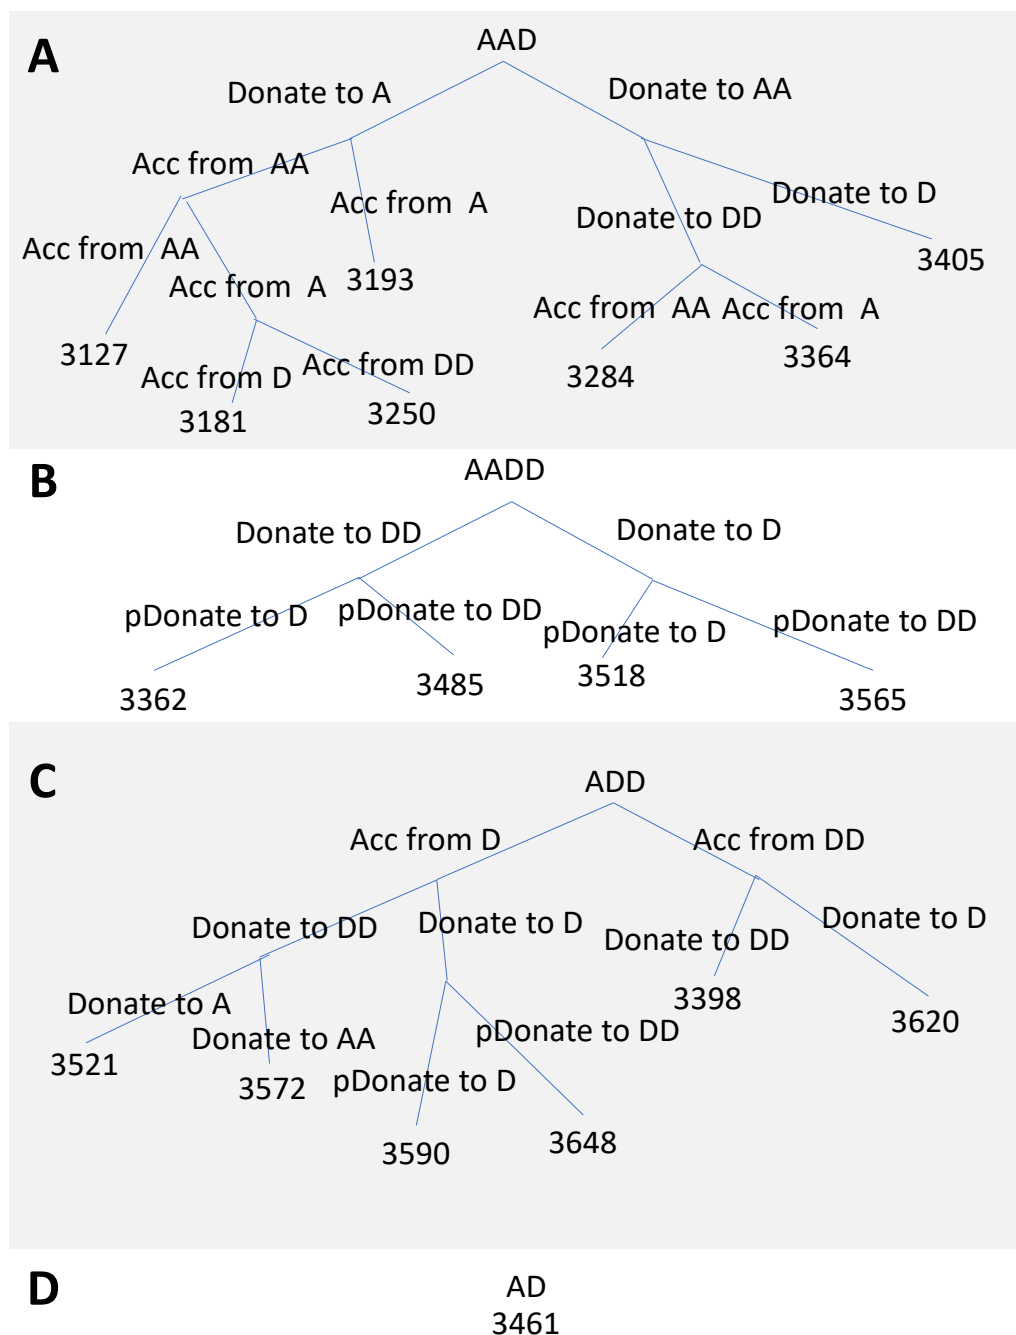 A
AAD
Donate to A
Donate to AA
Acc from AA
Acc from A
Donate to D
Donate to DD
Acc from AA
Acc from A
3193
3405
Acc from AA
Acc from A
3127
3364
Acc from D
Acc from DD
3284
3181
3250
B
AADD
Donate to DD
Donate to D
pDonate to D
pDonate to DD
pDonate to D
pDonate to DD
3362
3485
3518
3565
C
ADD
Acc from D
Acc from DD
Donate to DD
Donate to D
Donate to DD
Donate to D
Donate to A
Donate to AA
pDonate to DD
3398
3620
3521
3572
pDonate to D
3590
3648
D
AD
3461